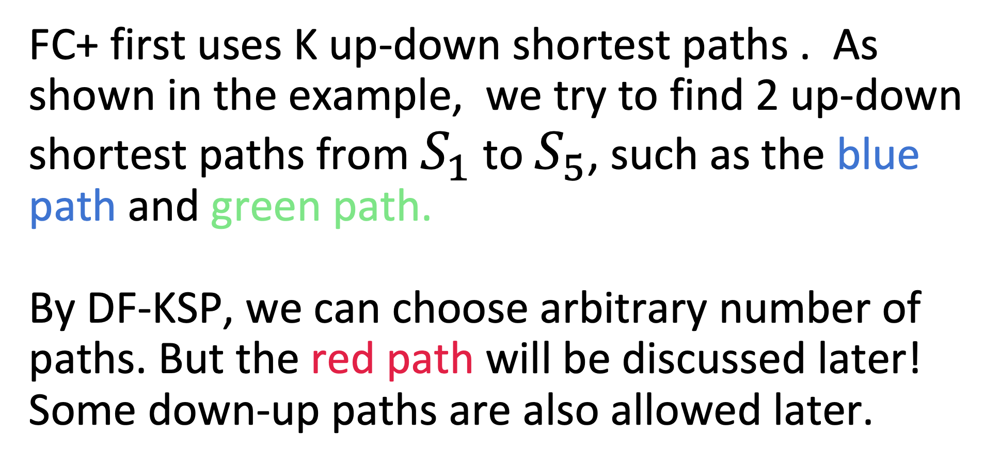 FC+ first uses K up-down shortest paths .  As
shown in the example,  we try to find 2 up-down
shortest paths from S₁ to S₅, such as the blue
path and green path.
By DF-KSP, we can choose arbitrary number of
paths. But the red path will be discussed later!
Some down-up paths are also allowed later.